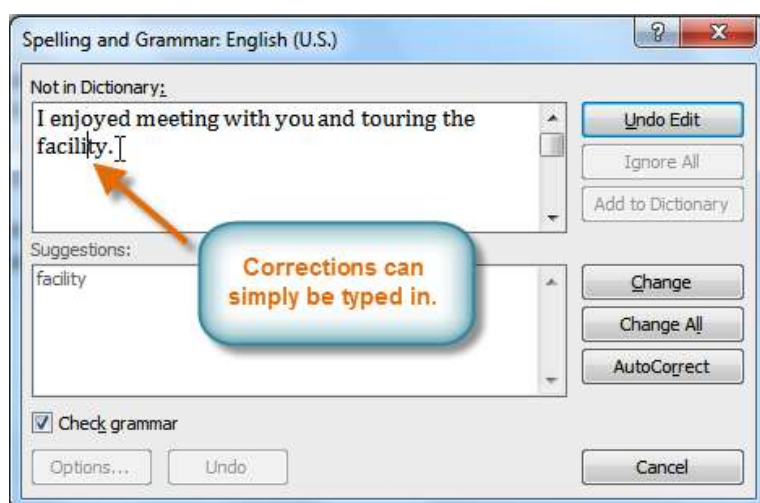 Spelling and Grammar: English (U.S.)
Not in Dictionary:
I enjoyed meeting with you and touring the
facility.
Undo Edit
Ignore All
Add to Dictionary
Suggestions:
facility
Corrections can
simply be typed in.
Change
Change All
AutoCorrect
Check grammar
Options...
Undo
Cancel